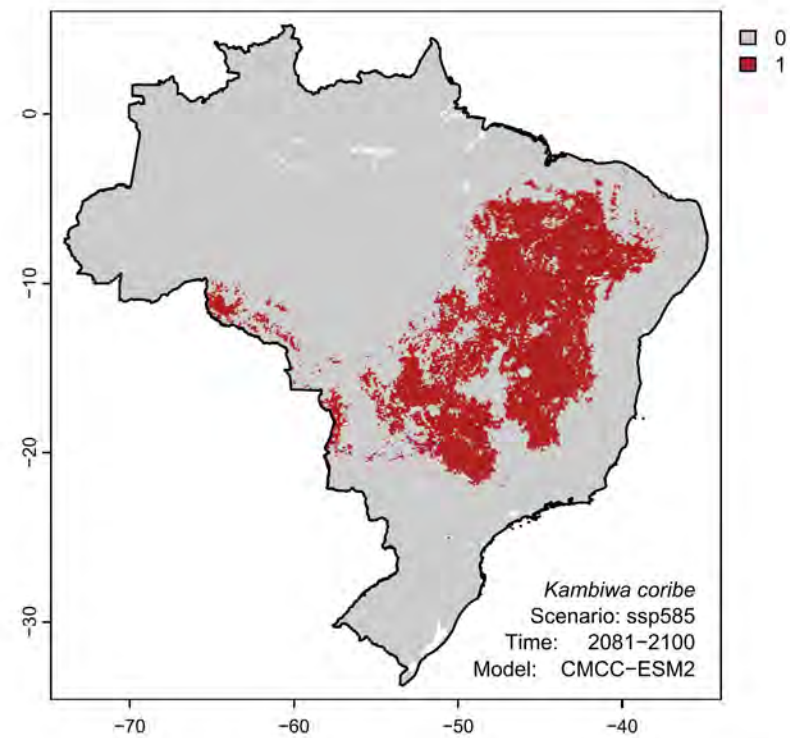 0
1
0
−10
−20
−30
Kambiwa coribe
Scenario: ssp585
Time: 2081−2100
Model: CMCC−ESM2
−70
−60
−50
−40